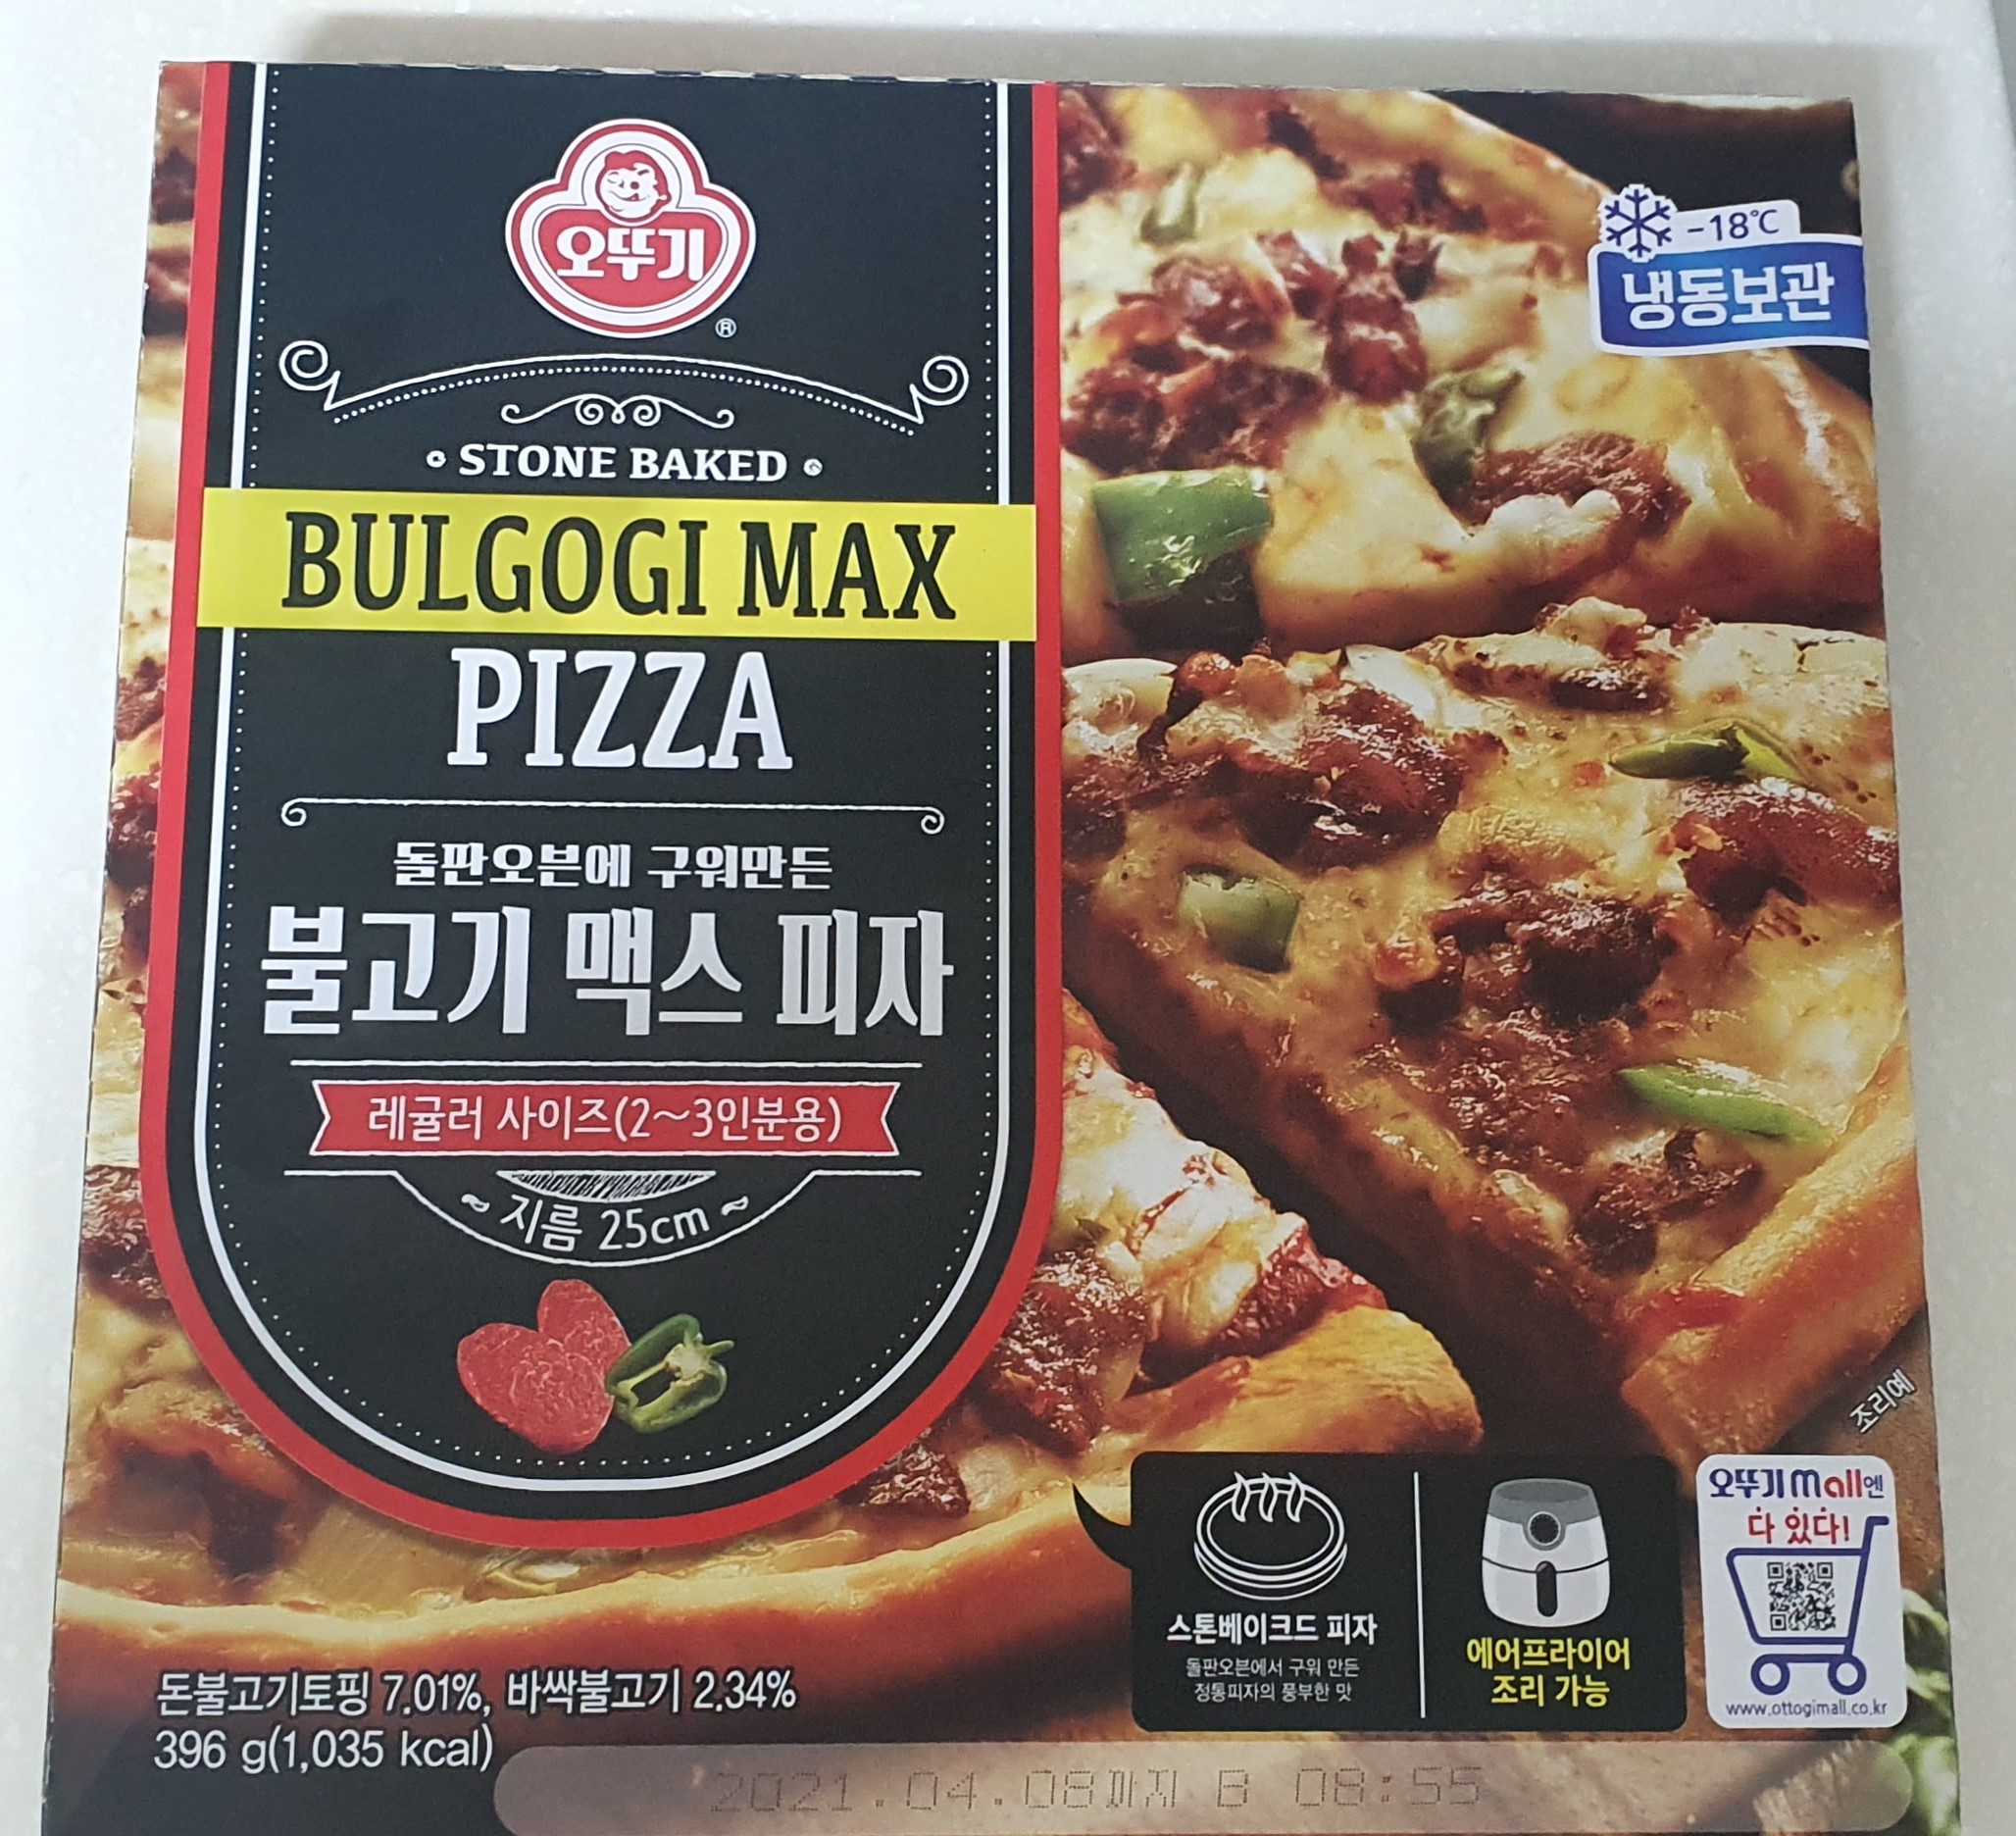 오뚜기
®
-18℃
냉동보관
STONE BAKED
BULGOGI MAX
PIZZA
돌판오븐에 구워만든
불고기 맥스 피자
레귤러 사이즈(2~3인분용)
~ 지름 25cm ~
조리예
스톤베이크드 피자
돌판오븐에서 구워 만든
정통피자의 풍부한 맛
에어프라이어
조리 가능
오뚜기mall엔
다 있다!
www.ottogimall.co.kr
돈불고기토핑 7.01%, 바싹불고기 2.34%
396 g(1,035 kcal)
2021.04.08까지 B 08:55